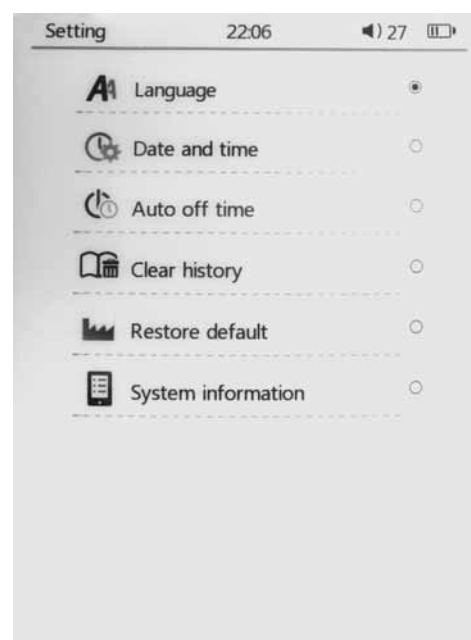 Setting 22:06 27
Language
Date and time
Auto off time
Clear history
Restore default
System information